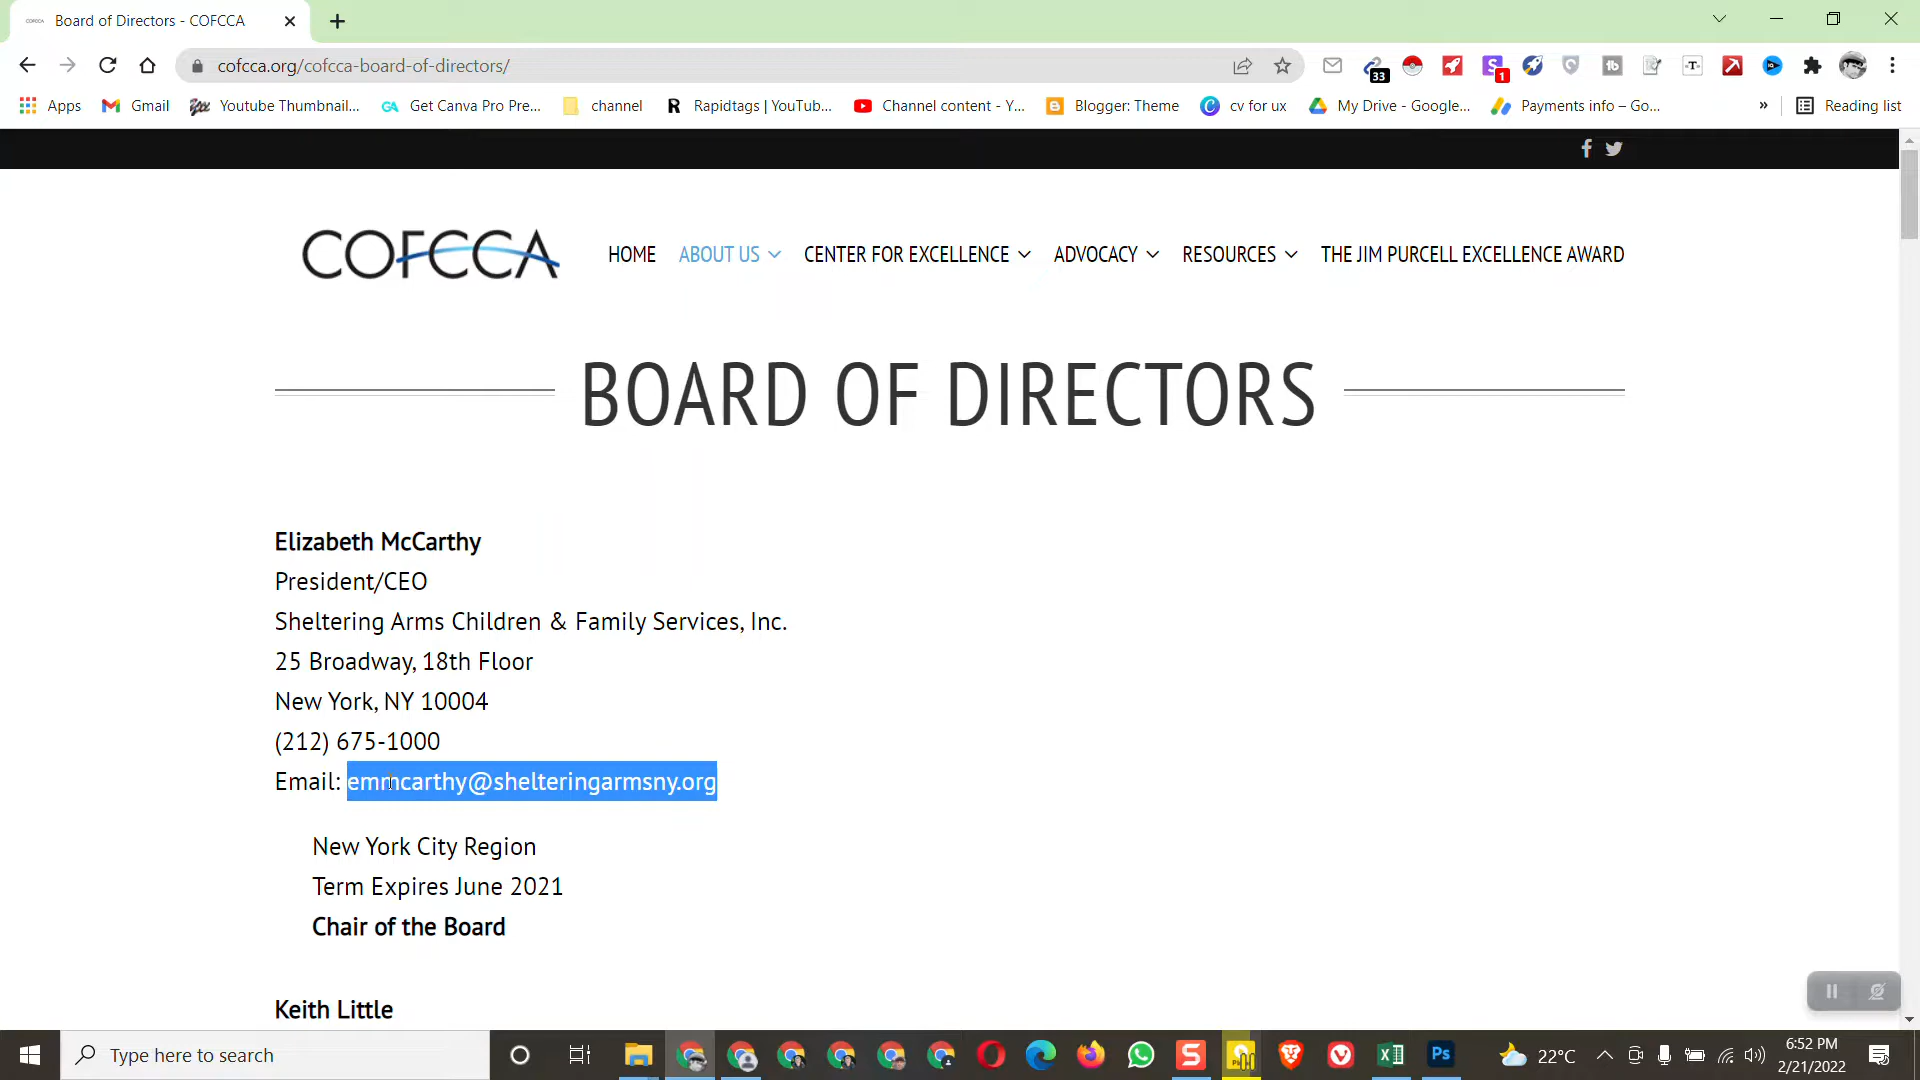 Board of Directors - COFCCA
cofcca.org/cofcca-board-of-directors/
33
1
Apps
Gmail
Youtube Thumbnail...
Get Canva Pro Pre...
channel
Rapidtags | YouTub...
Channel content - Y...
Blogger: Theme
cv for ux
My Drive - Google...
Payments info – Go...
»
Reading list
COFCCA
HOME
ABOUT US
CENTER FOR EXCELLENCE
ADVOCACY
RESOURCES
THE JIM PURCELL EXCELLENCE AWARD
BOARD OF DIRECTORS
Elizabeth McCarthy
President/CEO
Sheltering Arms Children & Family Services, Inc.
25 Broadway, 18th Floor
New York, NY 10004
(212) 675-1000
Email: emmcarthy@shelteringarmsny.org
New York City Region
Term Expires June 2021
Chair of the Board
Keith Little
Type here to search
22°C
6:52 PM
2/21/2022